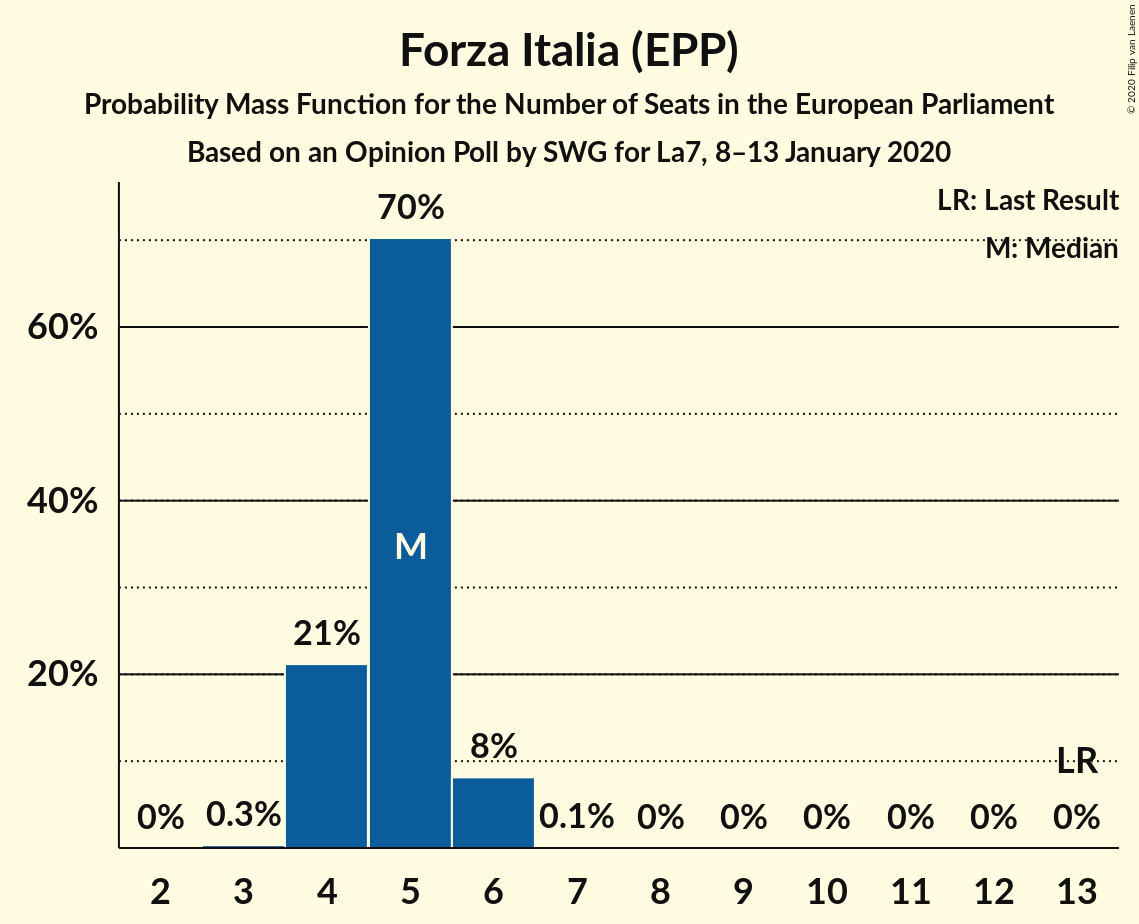 Forza Italia (EPP)
Probability Mass Function for the Number of Seats in the European Parliament
Based on an Opinion Poll by SWG for La7, 8–13 January 2020
© 2020 Filip van Laenen
LR: Last Result
M: Median
70%
60%
40%
M
21%
20%
8%
LR
0% 0.3% 0.1% 0% 0% 0% 0% 0% 0%
2 3 4 5 6 7 8 9 10 11 12 13